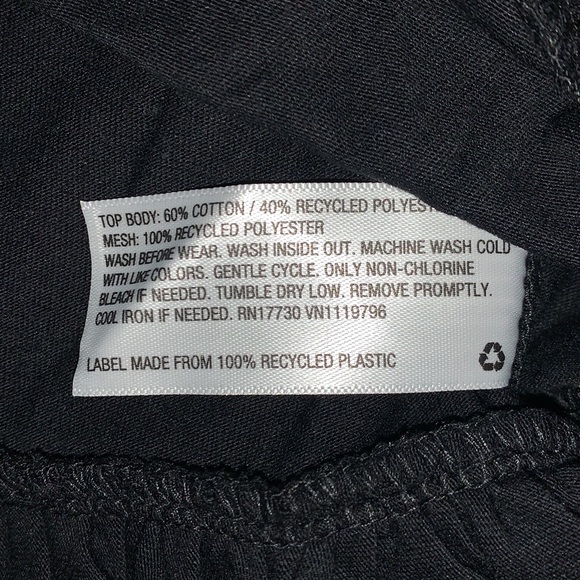 TOP BODY: 60% COTTON / 40% RECYCLED
MESH: 100% RECYCLED POLYESTER
WASH BEFORE WEAR. WASH INSIDE OUT. MACHINE WASH COLD
WITH LIKE COLORS. GENTLE CYCLE. ONLY NON-CHLORINE
BLEACH IF NEEDED. TUMBLE DRY LOW. REMOVE PROMPTLY.
COOL IRON IF NEEDED. RN17730 VN1119796
LABEL MADE FROM 100% RECYCLED PLASTIC